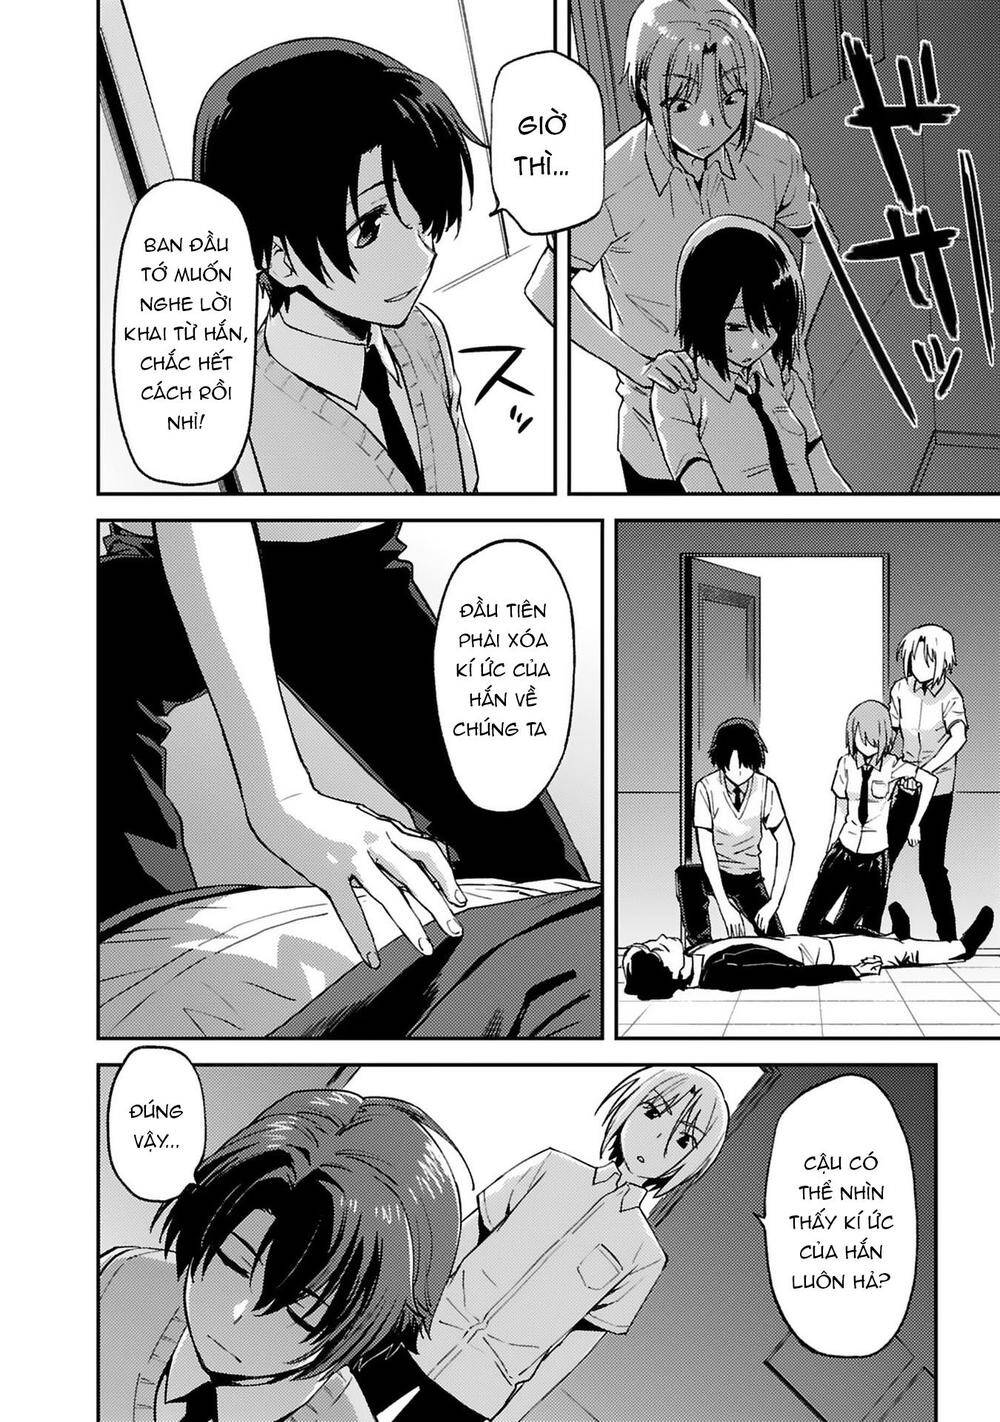 ザザッ
GIỜ
THÌ...
BAN ĐẦU
TỚ MUỐN
NGHE LỜI
KHAI TỪ HẮN,
CHẮC HẾT
CÁCH RỒI
NHỈ!
ス...
ĐẦU TIÊN
PHẢI XÓA
KÍ ỨC CỦA
HẮN VỀ
CHÚNG TA
CẬU CÓ
THỂ NHÌN
THẤY KÍ ỨC
CỦA HẮN
LUÔN HẢ?
ĐÚNG
VẬY...